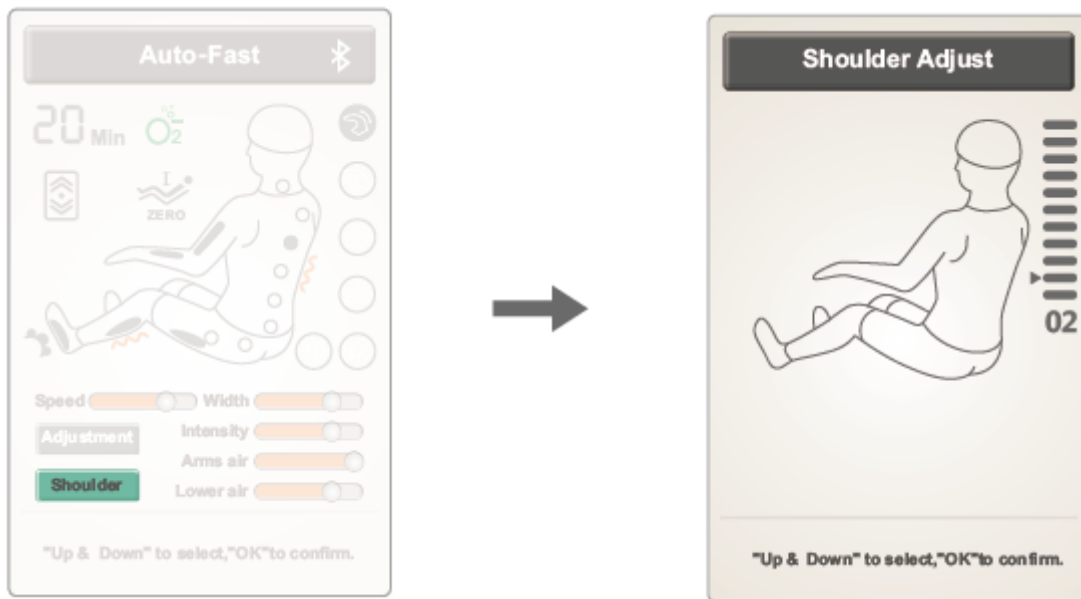 Auto-Fast
20 Min O2
I
ZERO
Speed Width
Adjustment Intensity
Arms air
Shoulder Lower air
"Up & Down" to select,"OK"to confirm.
Shoulder Adjust
02
"Up & Down" to select,"OK"to confirm.